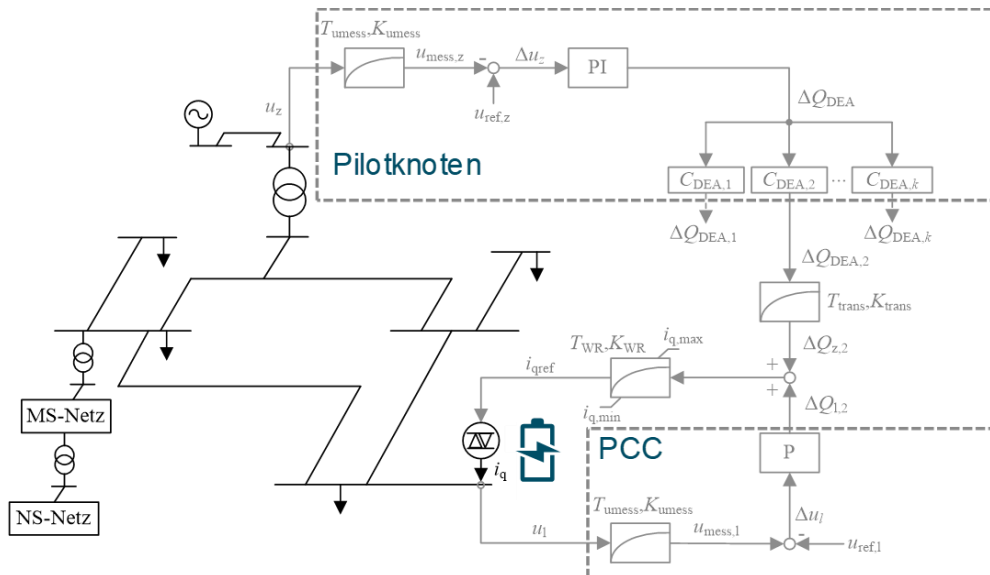 T_umess,K_umess
u_mess,z
-
Δu_z
PI
u_z
u_ref,z
ΔQ_DEA
Pilotknoten
C_DEA,1
C_DEA,2
...
C_DEA,k
ΔQ_DEA,1
ΔQ_DEA,k
ΔQ_DEA,2
T_trans,K_trans
T_WR,K_WR
i_q,max
ΔQ_z,2
i_qref
+
+
i_q,min
ΔQ_l,2
MS-Netz
PCC
P
i_q
NS-Netz
T_umess,K_umess
Δu_l
u_l
u_mess,l
-
u_ref,l